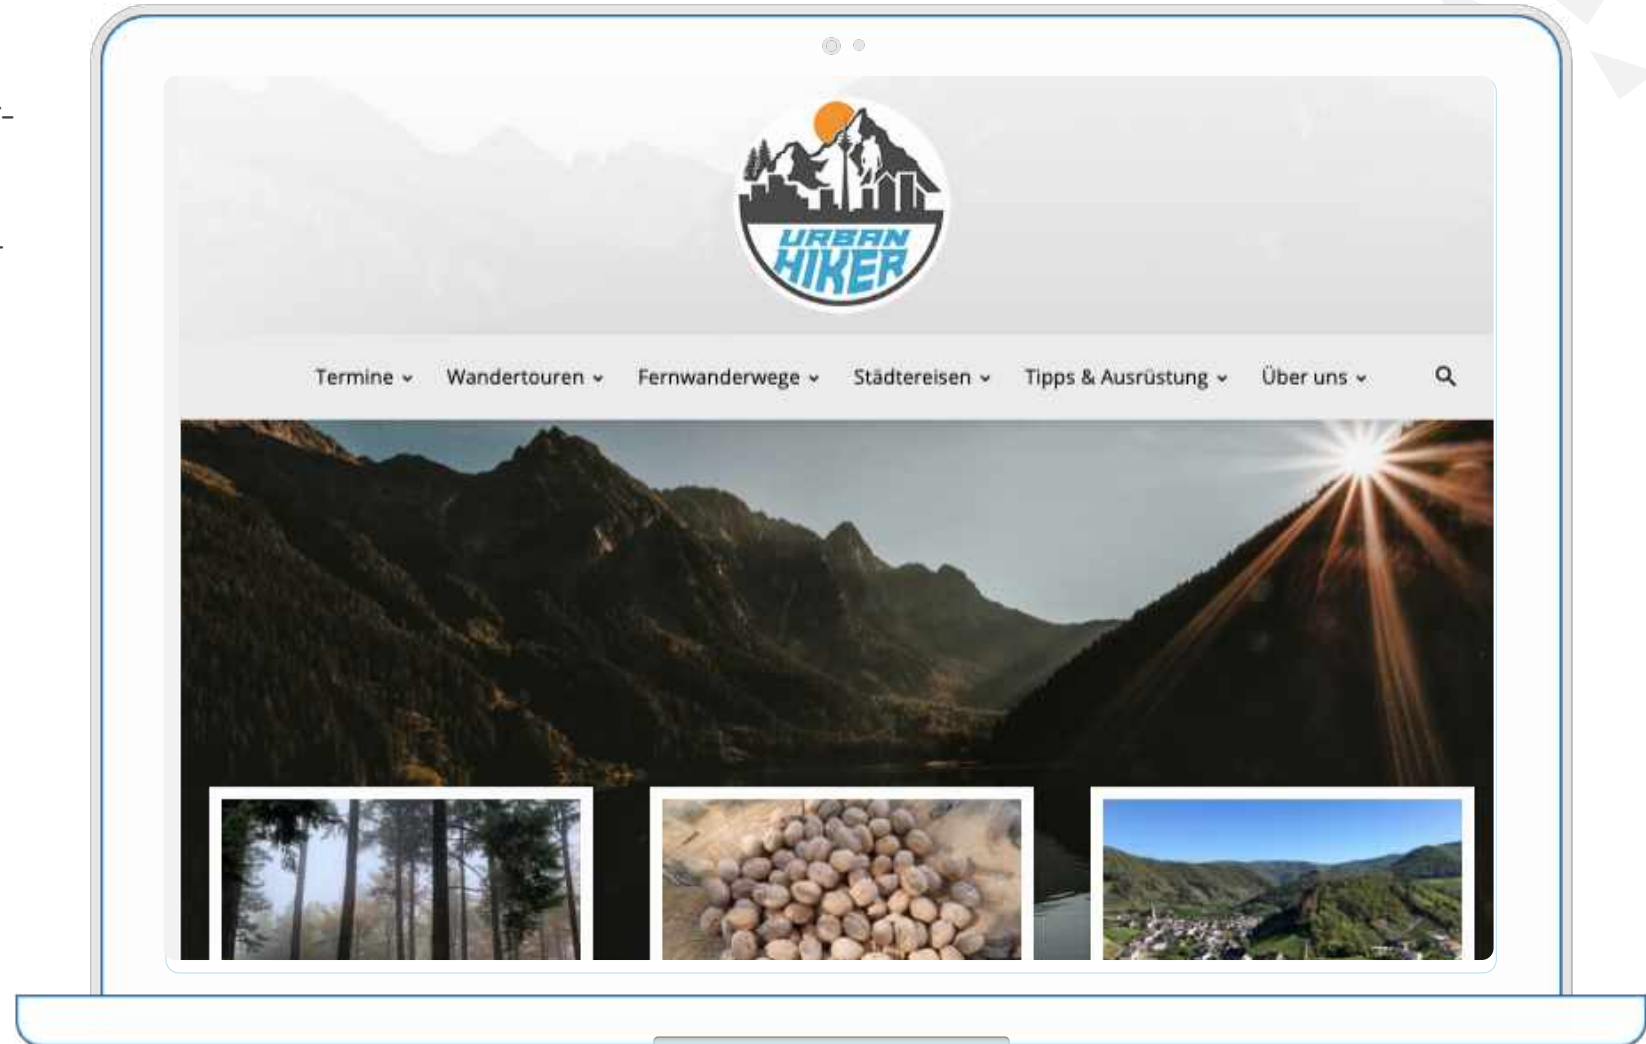 URBAN
HIKER
Termine Wandertouren Fernwanderwege Städtereisen Tipps & Ausrüstung Über uns